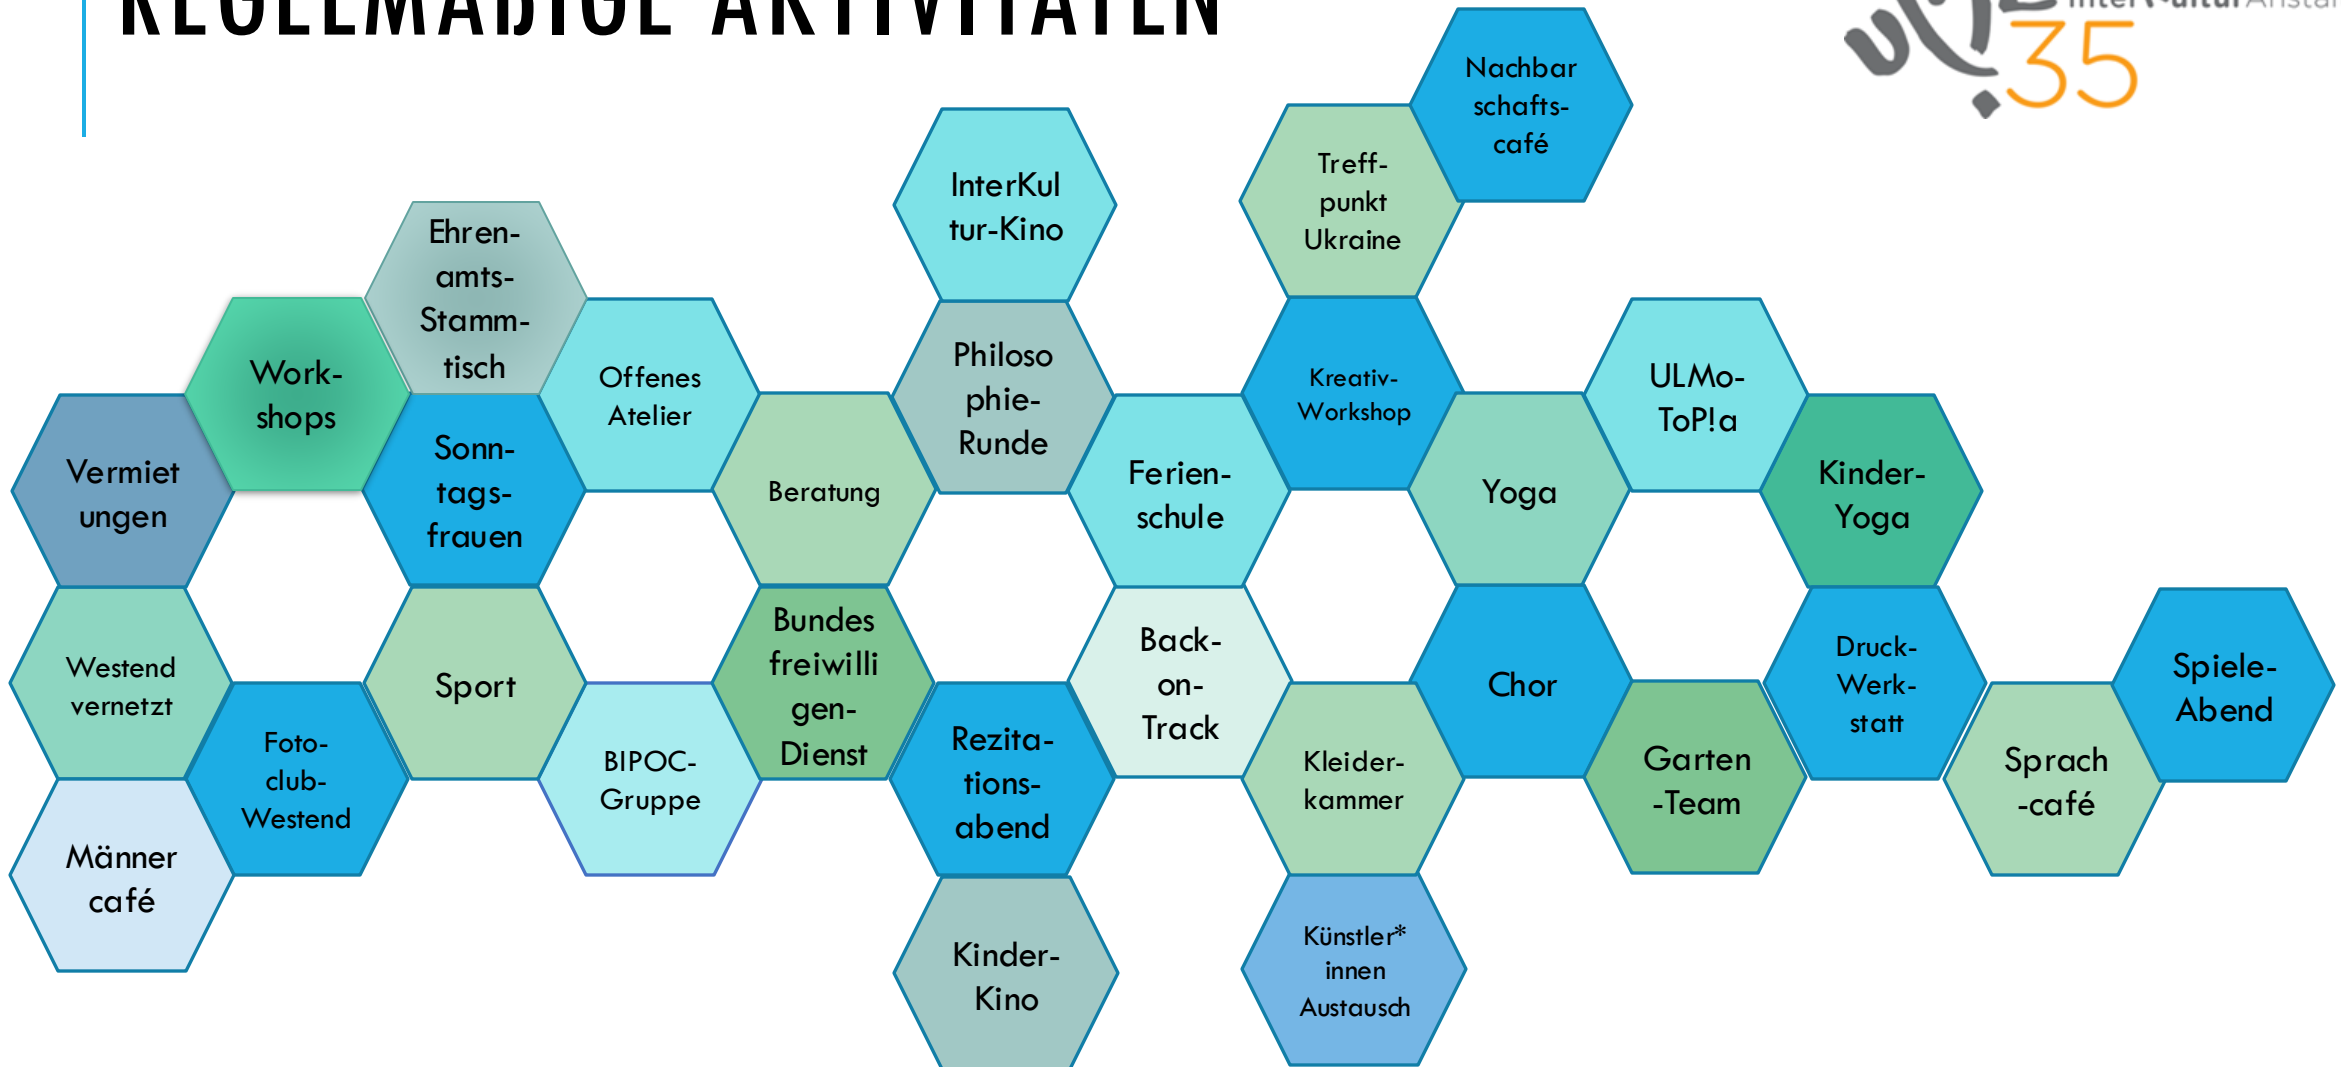 REGELMÄßIGE AKTIVITÄTEN
35
Nachbar
schafts-
café
Treff-
punkt
Ukraine
InterKul
tur-Kino
Ehren-
amts-
Stamm-
tisch
Work-
shops
Offenes
Atelier
Philoso
phie-
Runde
Kreativ-
Workshop
ULMo-
ToP!a
Vermiet
ungen
Sonn-
tags-
frauen
Beratung
Ferien-
schule
Yoga
Kinder-
Yoga
Westend
vernetzt
Sport
Bundes
freiwilli
gen-
Dienst
Back-
on-
Track
Chor
Druck-
Werk-
statt
Spiele-
Abend
Foto-
club-
Westend
BIPOC-
Gruppe
Rezita-
tions-
abend
Kleider-
kammer
Garten
-Team
Sprach
-café
Männer
café
Kinder-
Kino
Künstler*
innen
Austausch